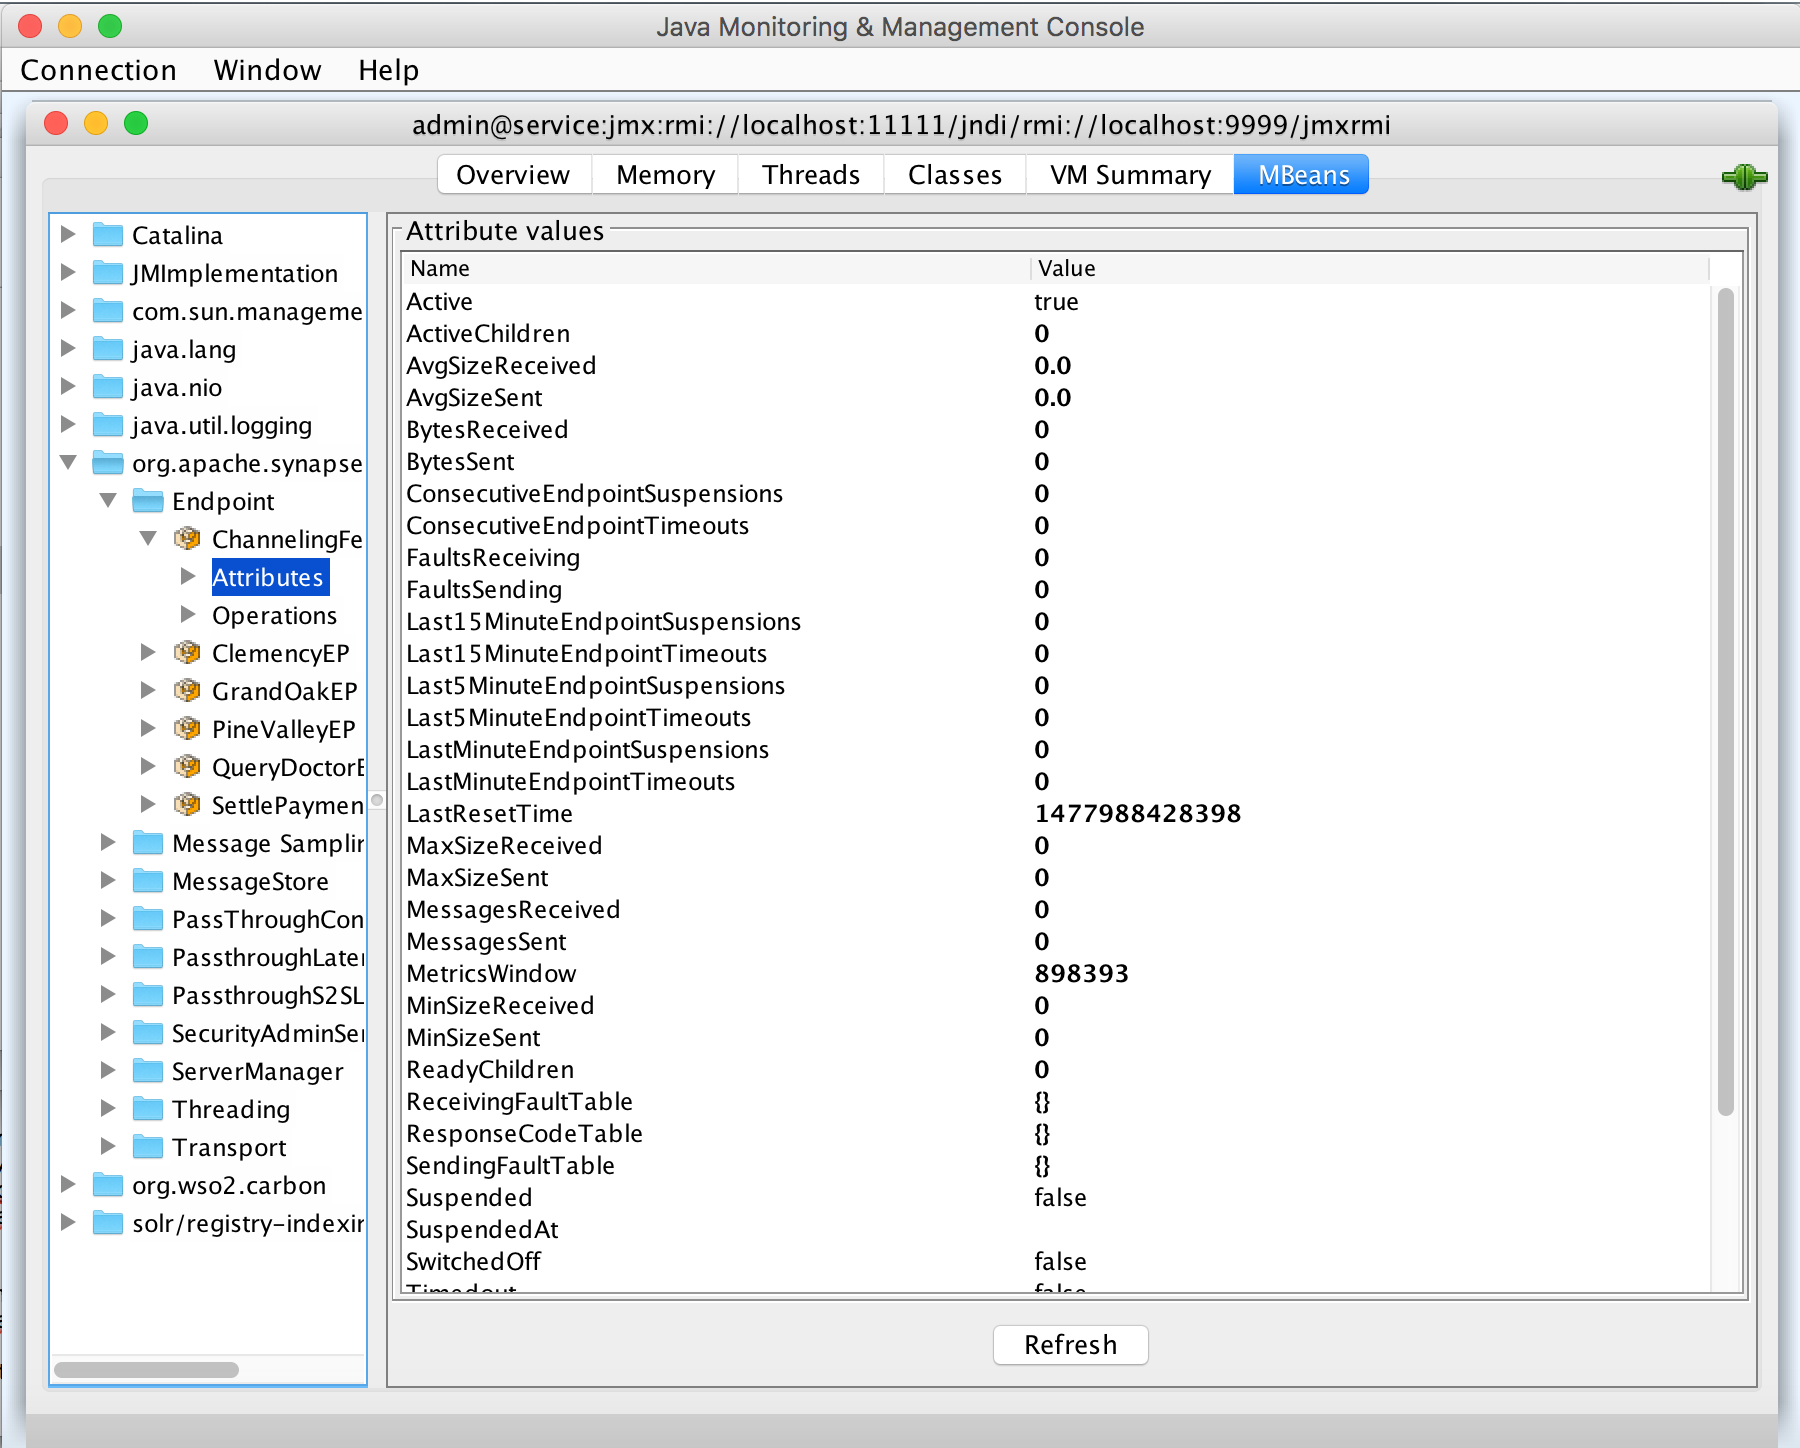 Java Monitoring & Management Console
Connection Window Help
admin@service:jmx:rmi://localhost:11111/jndi/rmi://localhost:9999/jmxrmi
Overview Memory Threads Classes VM Summary MBeans
Catalina
JMImplementation
com.sun.manageme
java.lang
java.nio
java.util.logging
org.apache.synapse
Endpoint
ChannelingFe
Attributes
Operations
ClemencyEP
GrandOakEP
PineValleyEP
QueryDoctorE
SettlePaymen
Message Samplin
MessageStore
PassThroughCon
PassthroughLate
PassthroughS2SL
SecurityAdminSe
ServerManager
Threading
Transport
org.wso2.carbon
solr/registry-indexin
Attribute values
Name Value
Active true
ActiveChildren 0
AvgSizeReceived 0.0
AvgSizeSent 0.0
BytesReceived 0
BytesSent 0
ConsecutiveEndpointSuspensions 0
ConsecutiveEndpointTimeouts 0
FaultsReceiving 0
FaultsSending 0
Last15MinuteEndpointSuspensions 0
Last15MinuteEndpointTimeouts 0
Last5MinuteEndpointSuspensions 0
Last5MinuteEndpointTimeouts 0
LastMinuteEndpointSuspensions 0
LastMinuteEndpointTimeouts 0
LastResetTime 1477988428398
MaxSizeReceived 0
MaxSizeSent 0
MessagesReceived 0
MessagesSent 0
MetricsWindow 898393
MinSizeReceived 0
MinSizeSent 0
ReadyChildren 0
ReceivingFaultTable {}
ResponseCodeTable {}
SendingFaultTable {}
Suspended false
SuspendedAt
SwitchedOff false
Timedout false
Refresh